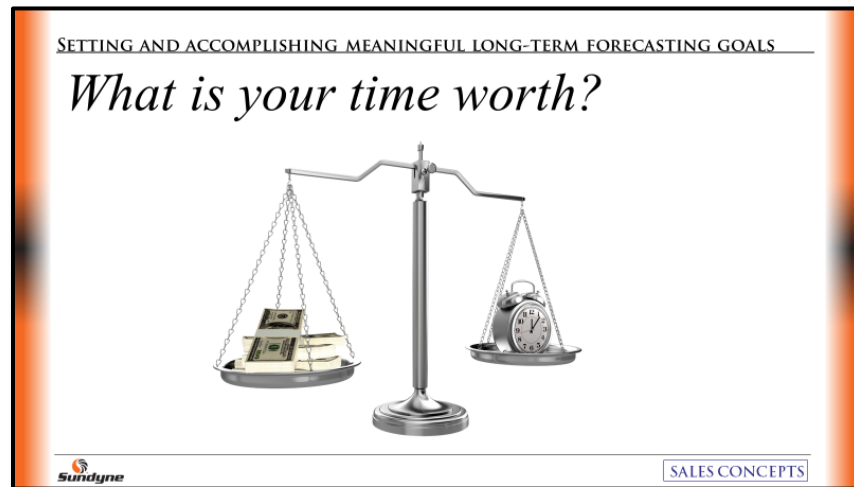 SETTING AND ACCOMPLISHING MEANINGFUL LONG-TERM FORECASTING GOALS
What is your time worth?
Sundyne
SALES CONCEPTS